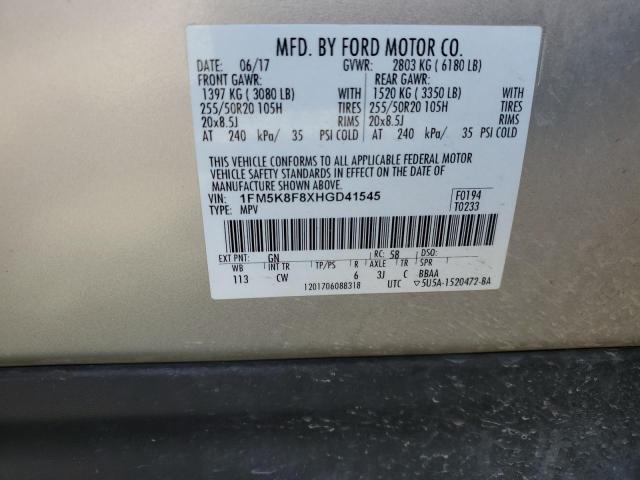 MFD. BY FORD MOTOR CO.
DATE: 06/17 GVWR: 2803 KG ( 6180 LB)
FRONT GAWR: REAR GAWR:
1397 KG ( 3080 LB) WITH 1520 KG ( 3350 LB) WITH
255/50R20 105H TIRES 255/50R20 105H TIRES
20x8.5J RIMS 20x8.5J RIMS
AT 240 kPa/ 35 PSI COLD AT 240 kPa/ 35 PSI COLD
THIS VEHICLE CONFORMS TO ALL APPLICABLE FEDERAL MOTOR
VEHICLE SAFETY STANDARDS IN EFFECT ON THE DATE OF
MANUFACTURE SHOWN ABOVE.
VIN: 1FM5K8F8XHGD41545 F0194
TYPE: MPV T0233
EXT PNT: GN RC: 58 DSO:
WB INT TR TP/PS R AXLE TR SPR
113 CW 6 3J C BBAA
1201706088318 UTC ▽5U5A-1520472-BA